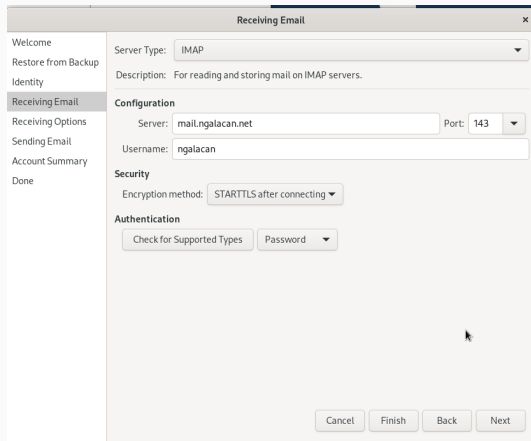 Receiving Email ×
Welcome
Restore from Backup
Identity
Receiving Email
Receiving Options
Sending Email
Account Summary
Done
Server Type: IMAP
Description: For reading and storing mail on IMAP servers.
Configuration
Server: mail.ngalacan.net Port: 143
Username: ngalacan
Security
Encryption method: STARTTLS after connecting
Authentication
Check for Supported Types Password
Cancel Finish Back Next